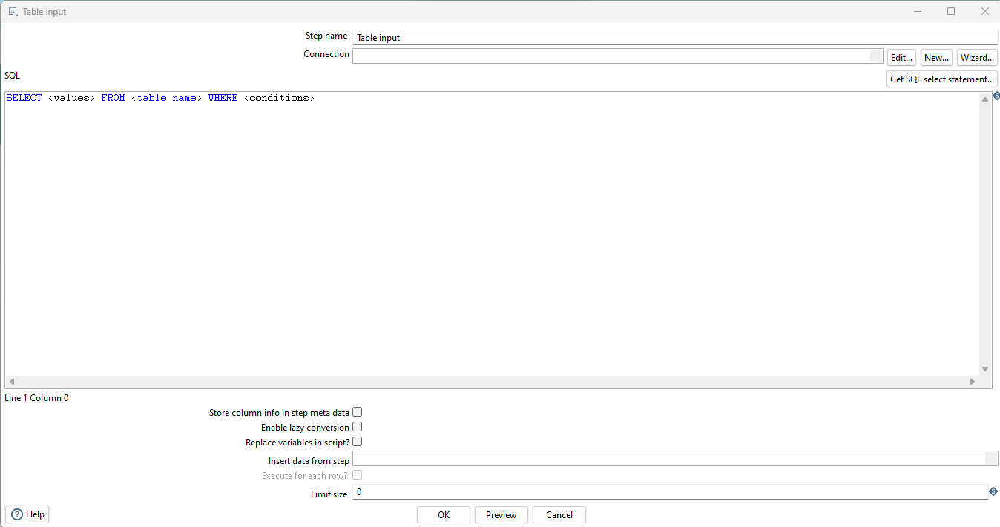 Table input
Step name Table input
Connection Edit... New... Wizard...
SQL Get SQL select statement...
SELECT <values> FROM <table name> WHERE <conditions>
Line 1 Column 0
Store column info in step meta data
Enable lazy conversion
Replace variables in script?
Insert data from step
Execute for each row?
Limit size 0
Help OK Preview Cancel